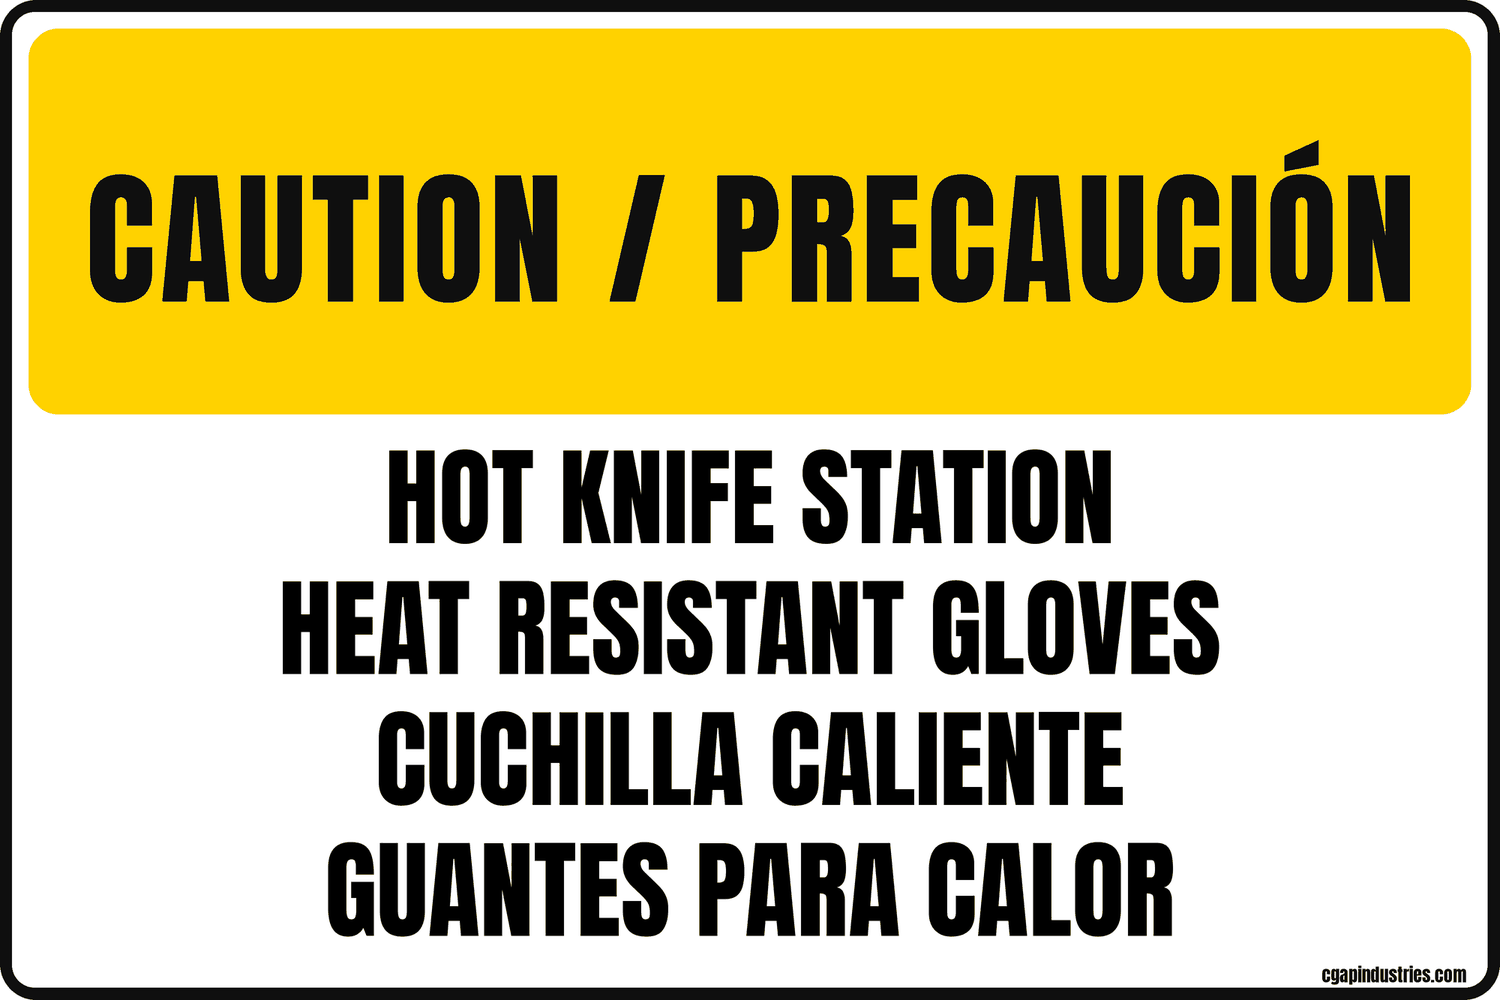 CAUTION / PRECAUCIÓN
HOT KNIFE STATION
HEAT RESISTANT GLOVES
CUCHILLA CALIENTE
GUANTES PARA CALOR
cgapindustries.com